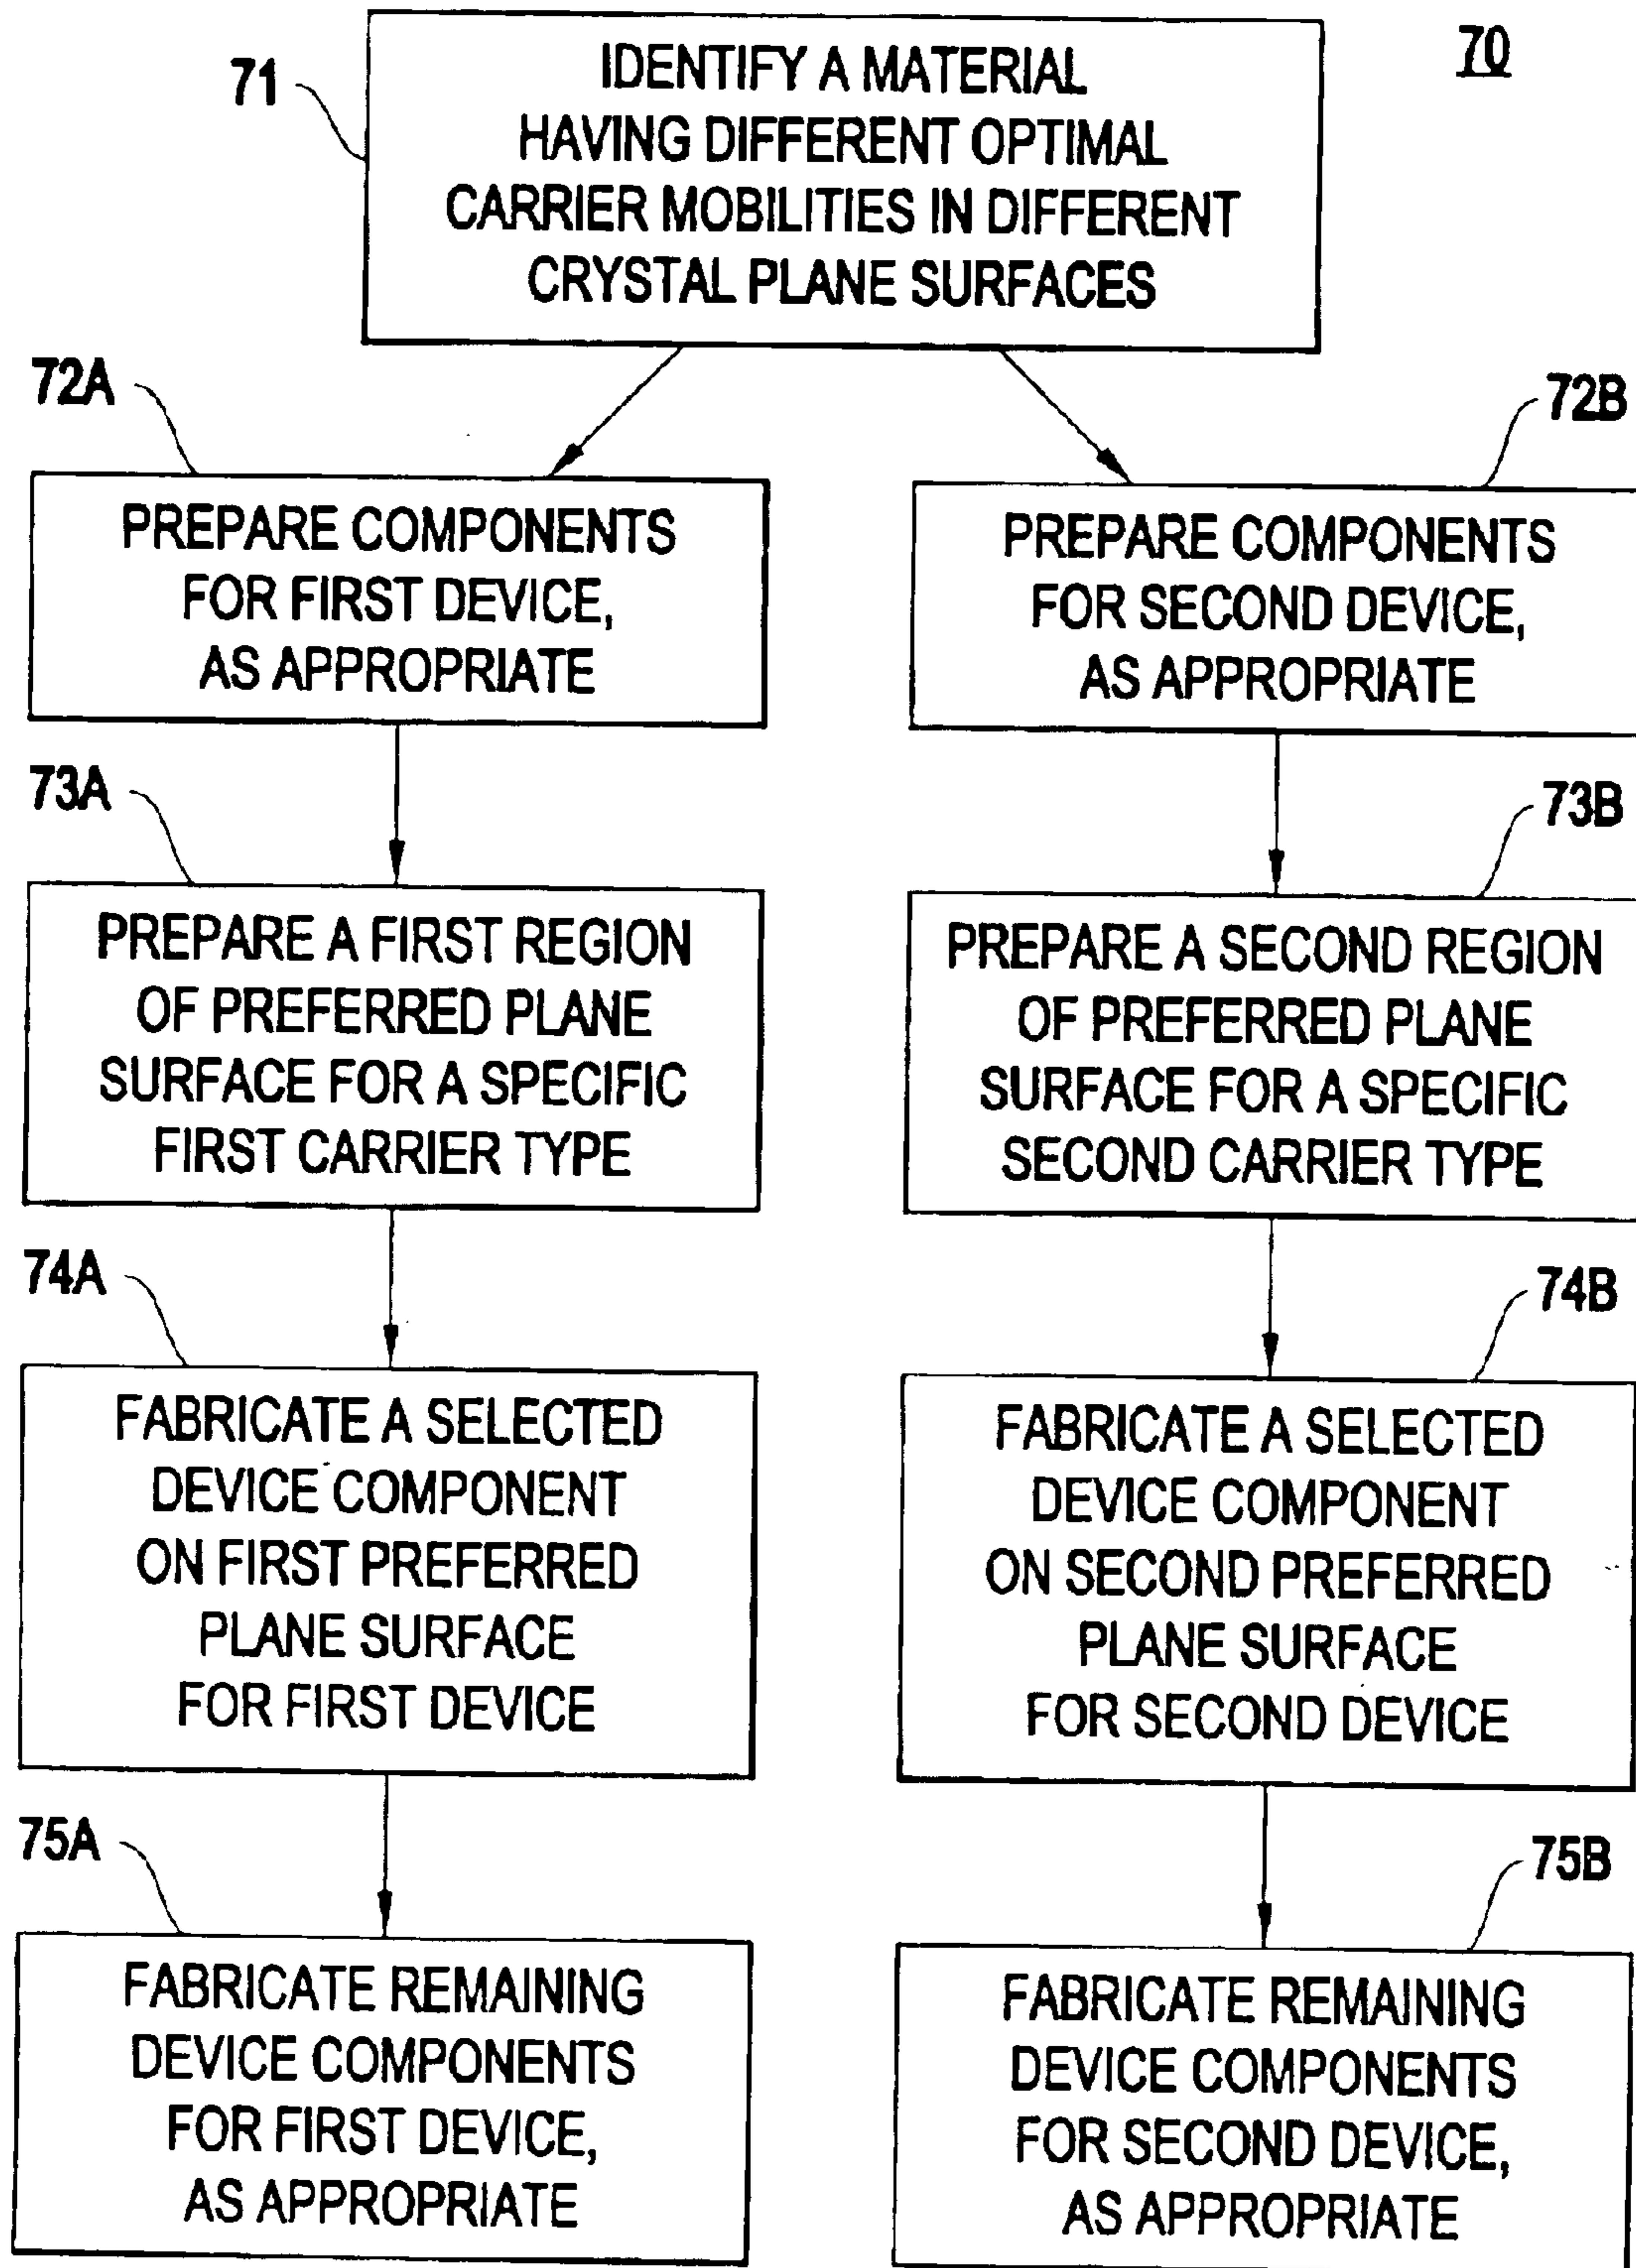 70
71
IDENTIFY A MATERIAL
HAVING DIFFERENT OPTIMAL
CARRIER MOBILITIES IN DIFFERENT
CRYSTAL PLANE SURFACES
72A
PREPARE COMPONENTS
FOR FIRST DEVICE,
AS APPROPRIATE
72B
PREPARE COMPONENTS
FOR SECOND DEVICE,
AS APPROPRIATE
73A
PREPARE A FIRST REGION
OF PREFERRED PLANE
SURFACE FOR A SPECIFIC
FIRST CARRIER TYPE
73B
PREPARE A SECOND REGION
OF PREFERRED PLANE
SURFACE FOR A SPECIFIC
SECOND CARRIER TYPE
74A
FABRICATE A SELECTED
DEVICE COMPONENT
ON FIRST PREFERRED
PLANE SURFACE
FOR FIRST DEVICE
74B
FABRICATE A SELECTED
DEVICE COMPONENT
ON SECOND PREFERRED
PLANE SURFACE
FOR SECOND DEVICE
75A
FABRICATE REMAINING
DEVICE COMPONENTS
FOR FIRST DEVICE,
AS APPROPRIATE
75B
FABRICATE REMAINING
DEVICE COMPONENTS
FOR SECOND DEVICE,
AS APPROPRIATE